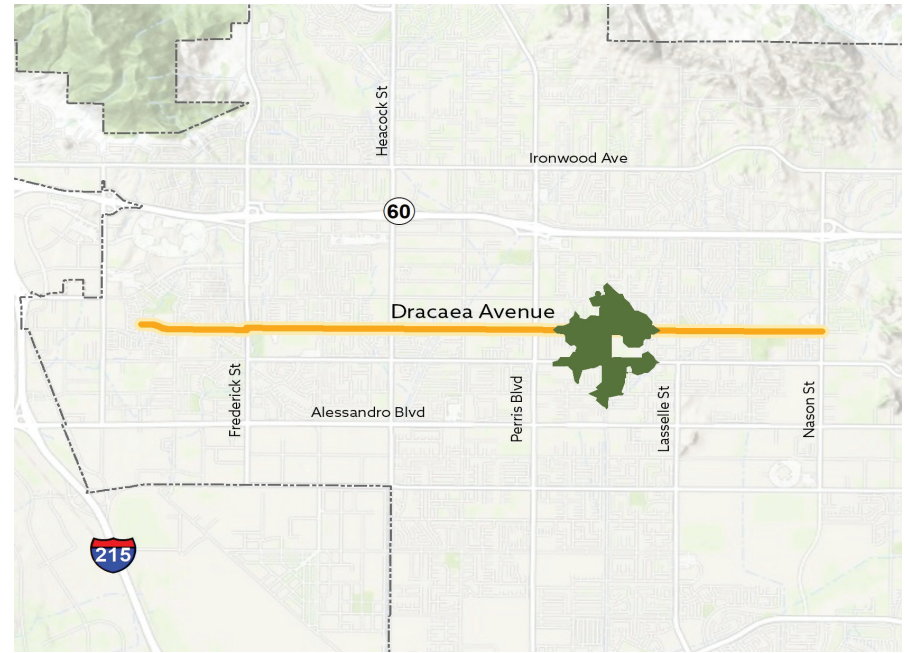 Heacock St
Ironwood Ave
60
Dracaea Avenue
Frederick St
Perris Blvd
Lasselle St
Nason St
Alessandro Blvd
215